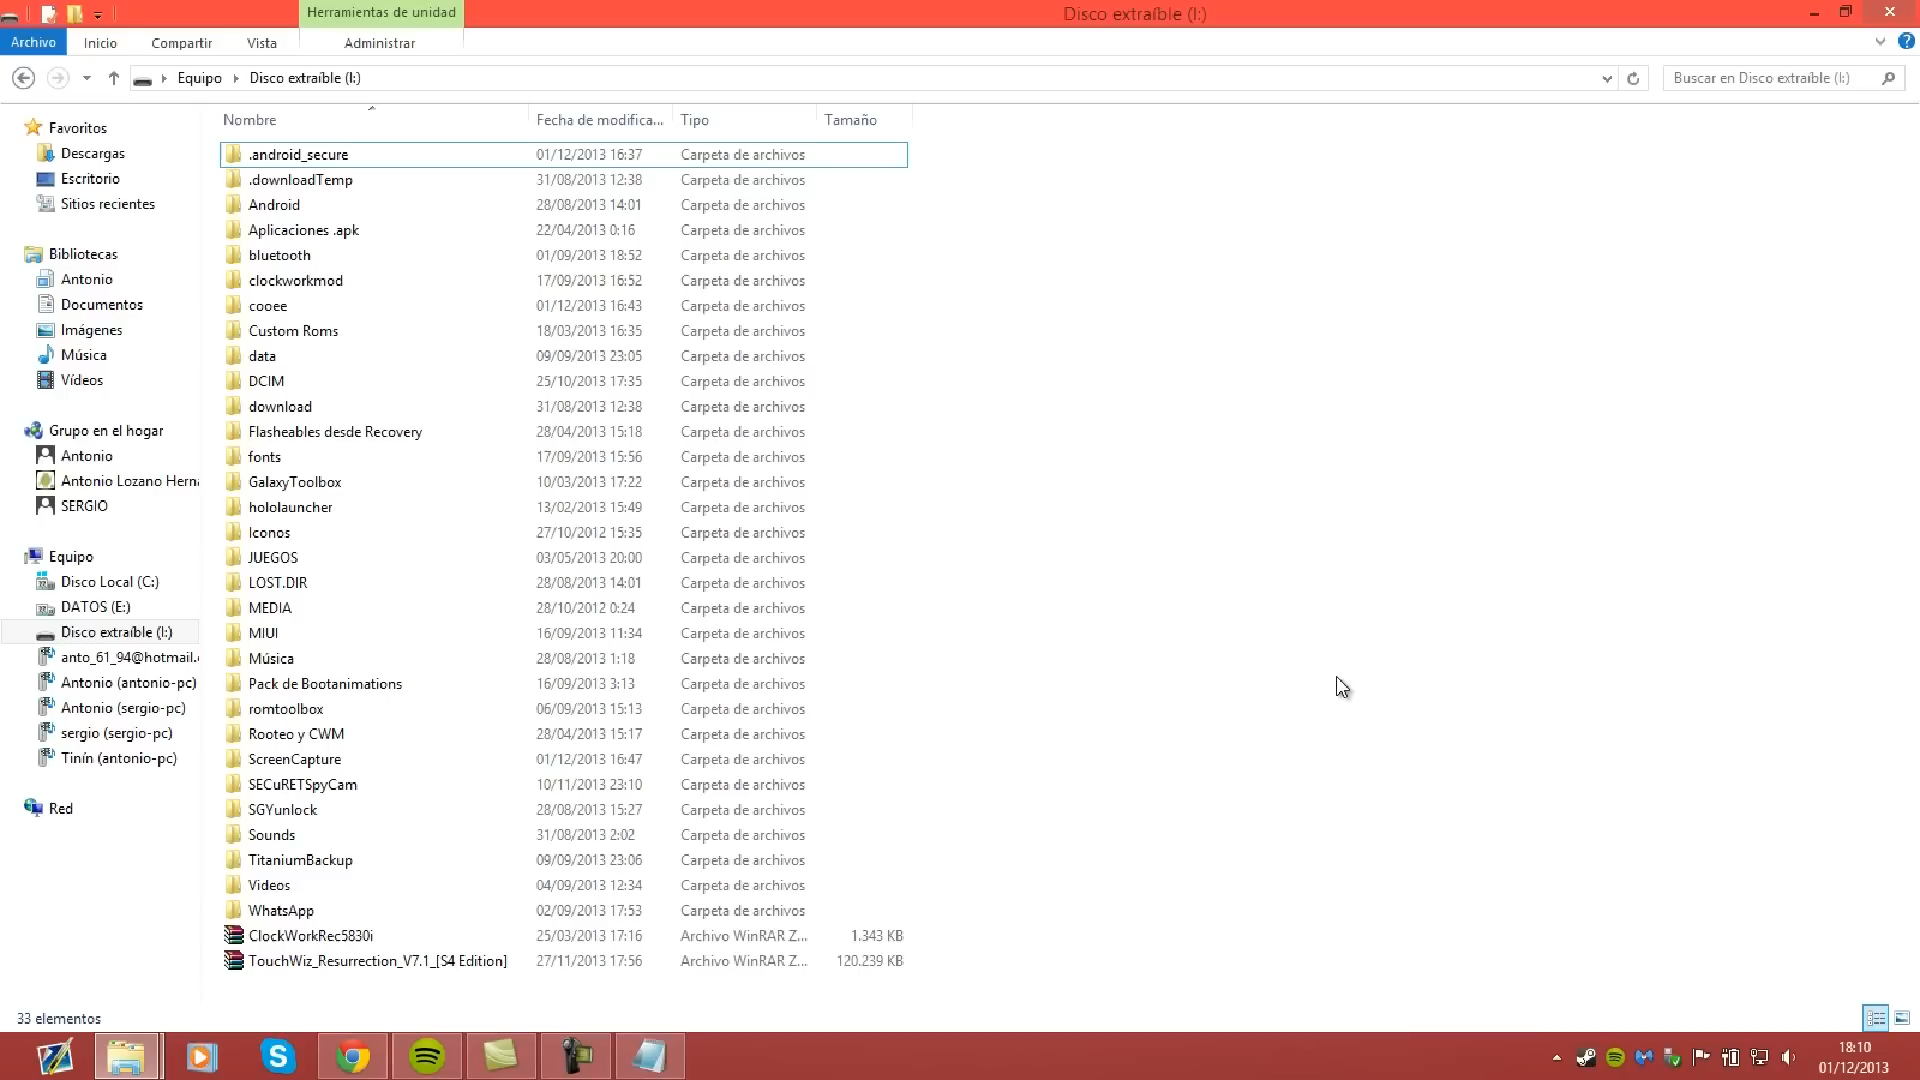 Herramientas de unidad
Disco extraíble (I:)
Archivo Inicio Compartir Vista Administrar
Equipo Disco extraíble (I:)
Buscar en Disco extraíble (I:)
Favoritos
Descargas
Escritorio
Sitios recientes
Bibliotecas
Antonio
Documentos
Imágenes
Música
Vídeos
Grupo en el hogar
Antonio
Antonio Lozano Herna
SERGIO
Equipo
Disco Local (C:)
DATOS (E:)
Disco extraíble (I:)
anto_61_94@hotmail.
Antonio (antonio-pc)
Antonio (sergio-pc)
sergio (sergio-pc)
Tinín (antonio-pc)
Red
Nombre Fecha de modifica... Tipo Tamaño
.android_secure 01/12/2013 16:37 Carpeta de archivos
.downloadTemp 31/08/2013 12:38 Carpeta de archivos
Android 28/08/2013 14:01 Carpeta de archivos
Aplicaciones .apk 22/04/2013 0:16 Carpeta de archivos
bluetooth 01/09/2013 18:52 Carpeta de archivos
clockworkmod 17/09/2013 16:52 Carpeta de archivos
cooee 01/12/2013 16:43 Carpeta de archivos
Custom Roms 18/03/2013 16:35 Carpeta de archivos
data 09/09/2013 23:05 Carpeta de archivos
DCIM 25/10/2013 17:35 Carpeta de archivos
download 31/08/2013 12:38 Carpeta de archivos
Flasheables desde Recovery 28/04/2013 15:18 Carpeta de archivos
fonts 17/09/2013 15:56 Carpeta de archivos
GalaxyToolbox 10/03/2013 17:22 Carpeta de archivos
hololauncher 13/02/2013 15:49 Carpeta de archivos
Iconos 27/10/2012 15:35 Carpeta de archivos
JUEGOS 03/05/2013 20:00 Carpeta de archivos
LOST.DIR 28/08/2013 14:01 Carpeta de archivos
MEDIA 28/10/2012 0:24 Carpeta de archivos
MIUI 16/09/2013 11:34 Carpeta de archivos
Música 28/08/2013 1:18 Carpeta de archivos
Pack de Bootanimations 16/09/2013 3:13 Carpeta de archivos
romtoolbox 06/09/2013 15:13 Carpeta de archivos
Rooteo y CWM 28/04/2013 15:17 Carpeta de archivos
ScreenCapture 01/12/2013 16:47 Carpeta de archivos
SECuRETSpyCam 10/11/2013 23:10 Carpeta de archivos
SGYunlock 28/08/2013 15:27 Carpeta de archivos
Sounds 31/08/2013 2:02 Carpeta de archivos
TitaniumBackup 09/09/2013 23:06 Carpeta de archivos
Videos 04/09/2013 12:34 Carpeta de archivos
WhatsApp 02/09/2013 17:53 Carpeta de archivos
ClockWorkRec5830i 25/03/2013 17:16 Archivo WinRAR Z... 1.343 KB
TouchWiz_Resurrection_V7.1_[S4 Edition] 27/11/2013 17:56 Archivo WinRAR Z... 120.239 KB
33 elementos
18:10
01/12/2013